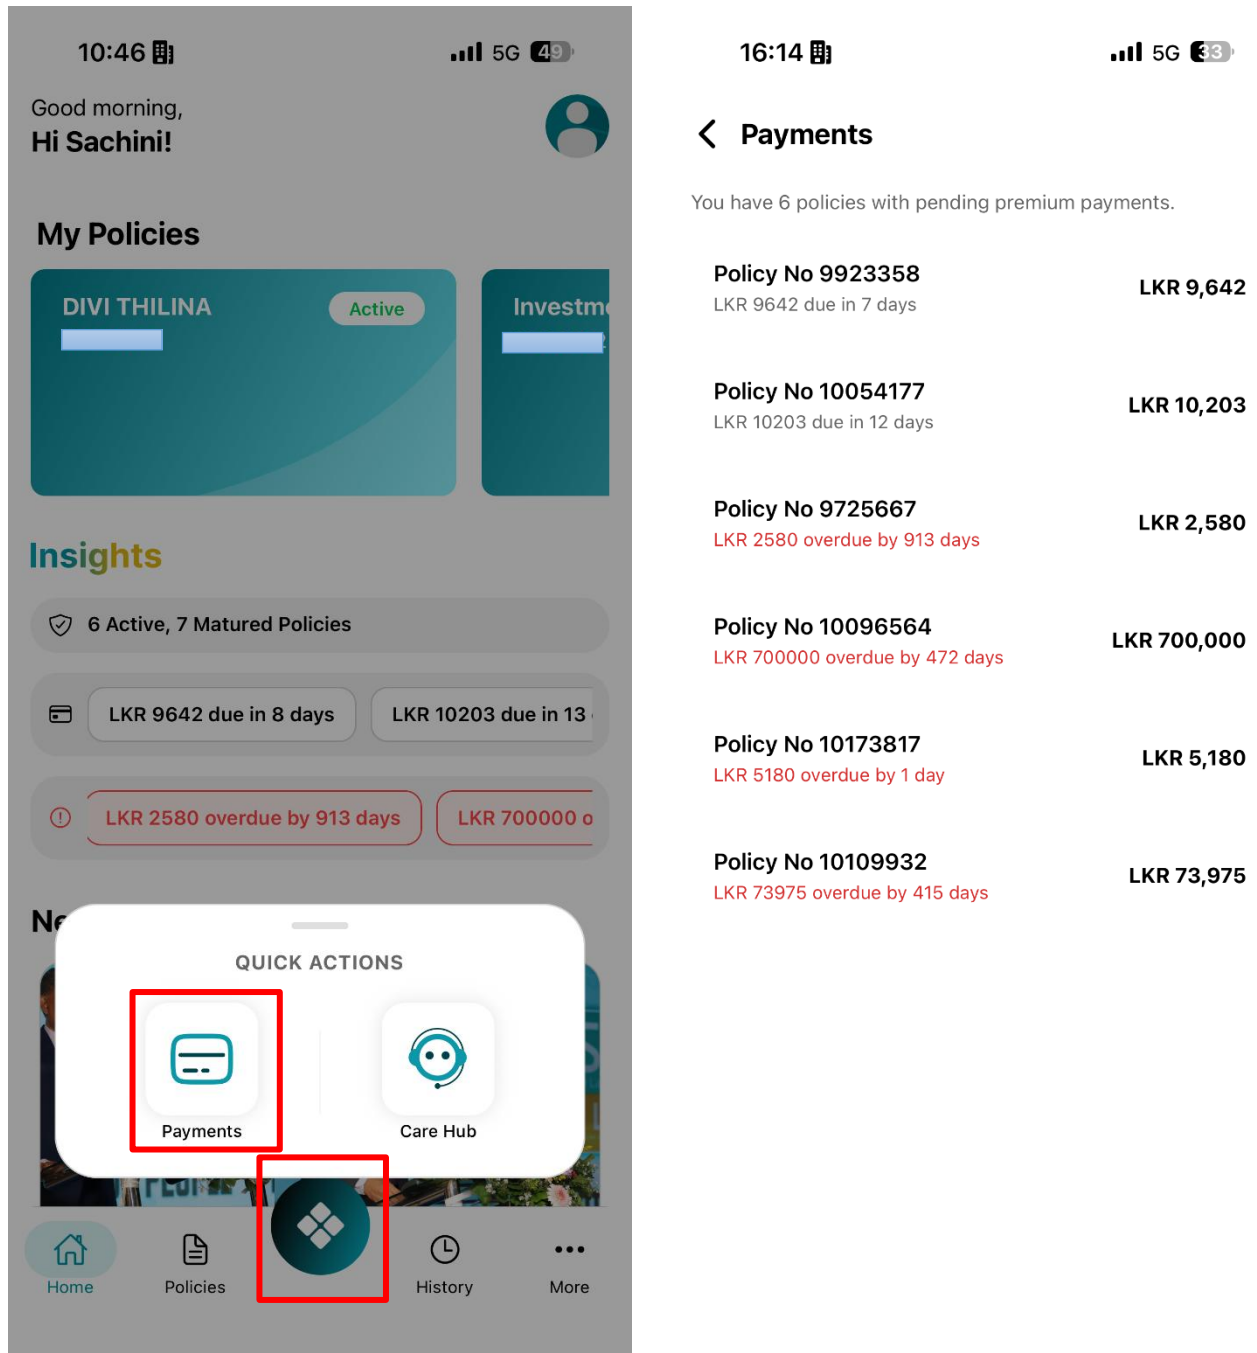 10:46
5G 49
Good morning,
Hi Sachini!
My Policies
DIVI THILINA
Active
Investm
Insights
6 Active, 7 Matured Policies
LKR 9642 due in 8 days
LKR 10203 due in 13
LKR 2580 overdue by 913 days
LKR 700000 o
Ne
QUICK ACTIONS
Payments
Care Hub
Home
Policies
History
More
16:14
5G 33
Payments
You have 6 policies with pending premium payments.
Policy No 9923358
LKR 9,642
LKR 9642 due in 7 days
Policy No 10054177
LKR 10,203
LKR 10203 due in 12 days
Policy No 9725667
LKR 2,580
LKR 2580 overdue by 913 days
Policy No 10096564
LKR 700,000
LKR 700000 overdue by 472 days
Policy No 10173817
LKR 5,180
LKR 5180 overdue by 1 day
Policy No 10109932
LKR 73,975
LKR 73975 overdue by 415 days